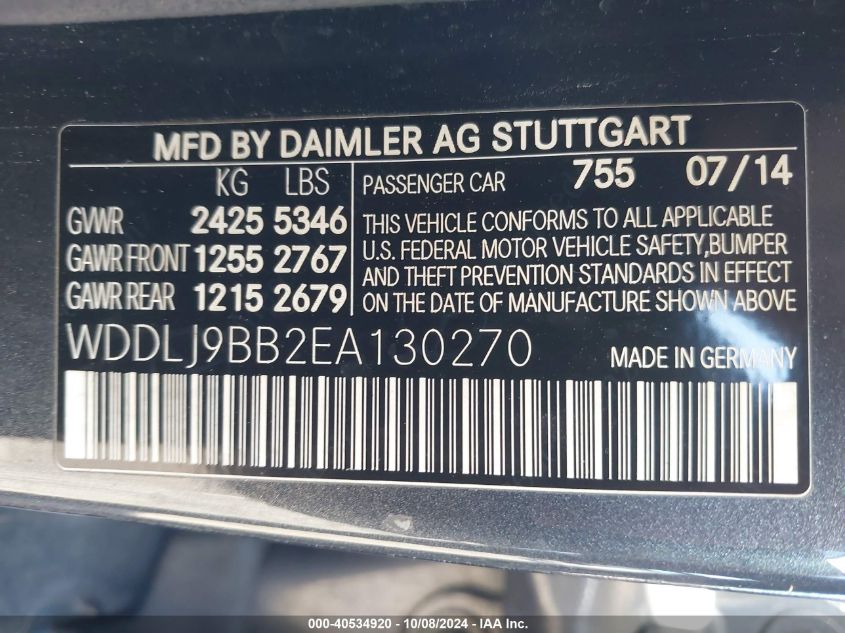 MFD BY DAIMLER AG STUTTGART
KG LBS
GVWR 2425 5346
GAWR FRONT 1255 2767
GAWR REAR 1215 2679
PASSENGER CAR 755 07/14
THIS VEHICLE CONFORMS TO ALL APPLICABLE
U.S. FEDERAL MOTOR VEHICLE SAFETY,BUMPER
AND THEFT PREVENTION STANDARDS IN EFFECT
ON THE DATE OF MANUFACTURE SHOWN ABOVE
WDDLJ9BB2EA130270
MADE IN GERMANY
000-40534920 - 10/08/2024 - IAA Inc.